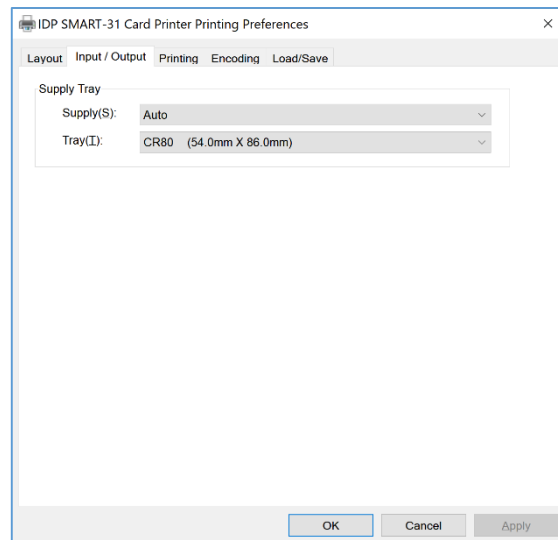 IDP SMART-31 Card Printer Printing Preferences
Layout Input / Output Printing Encoding Load/Save
Supply Tray
Supply(S): Auto
Tray(T): CR80 (54.0mm X 86.0mm)
OK Cancel Apply